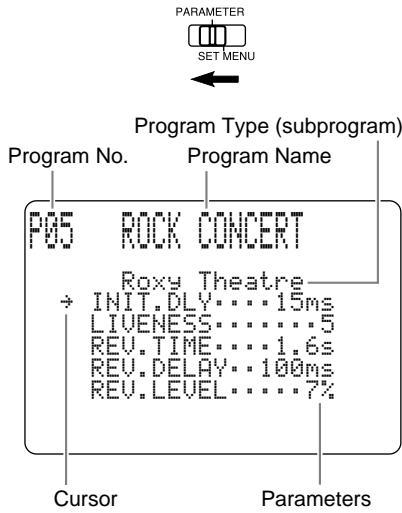 PARAMETER
SET MENU
Program Type (subprogram)
Program No. Program Name
P05 ROCK CONCERT
Roxy Theatre
→ INIT.DLY····15ms
LIVENESS·······5
REV.TIME····1.6s
REV.DELAY··100ms
REV.LEVEL·····7%
Cursor Parameters